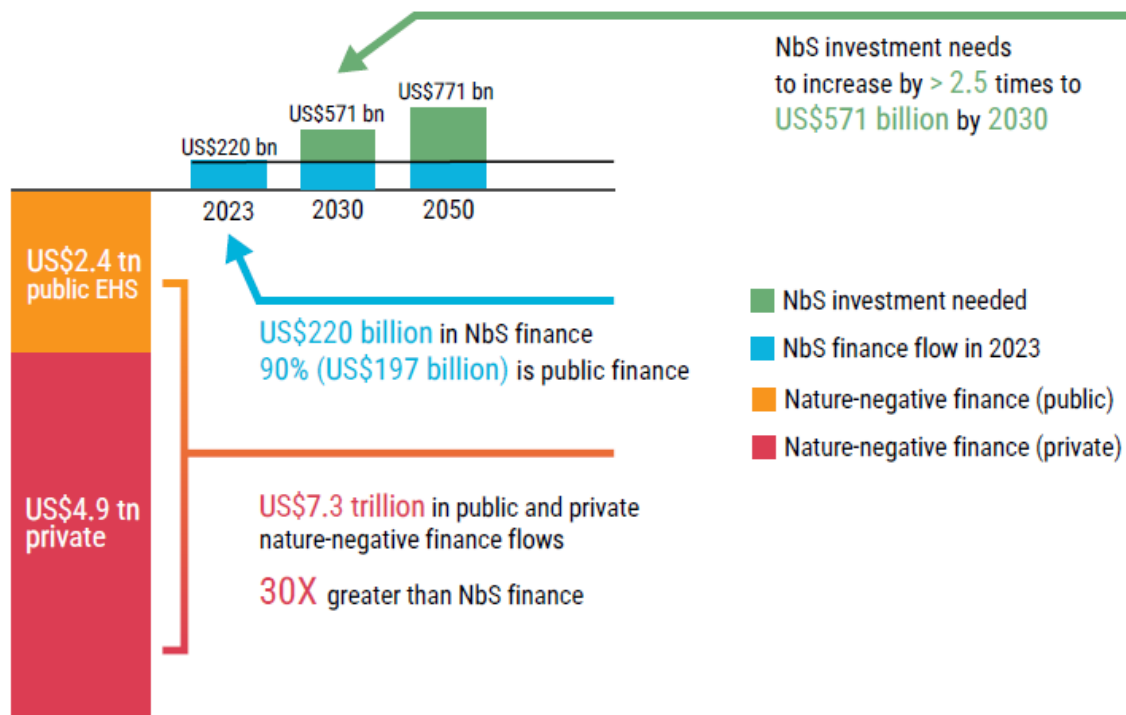 NbS investment needs
to increase by > 2.5 times to
US$571 billion by 2030
US$771 bn
US$571 bn
US$220 bn
2023
2030
2050
US$2.4 tn
public EHS
US$220 billion in NbS finance
90% (US$197 billion) is public finance
NbS investment needed
NbS finance flow in 2023
Nature-negative finance (public)
Nature-negative finance (private)
US$4.9 tn
private
US$7.3 trillion in public and private
nature-negative finance flows
30X greater than NbS finance